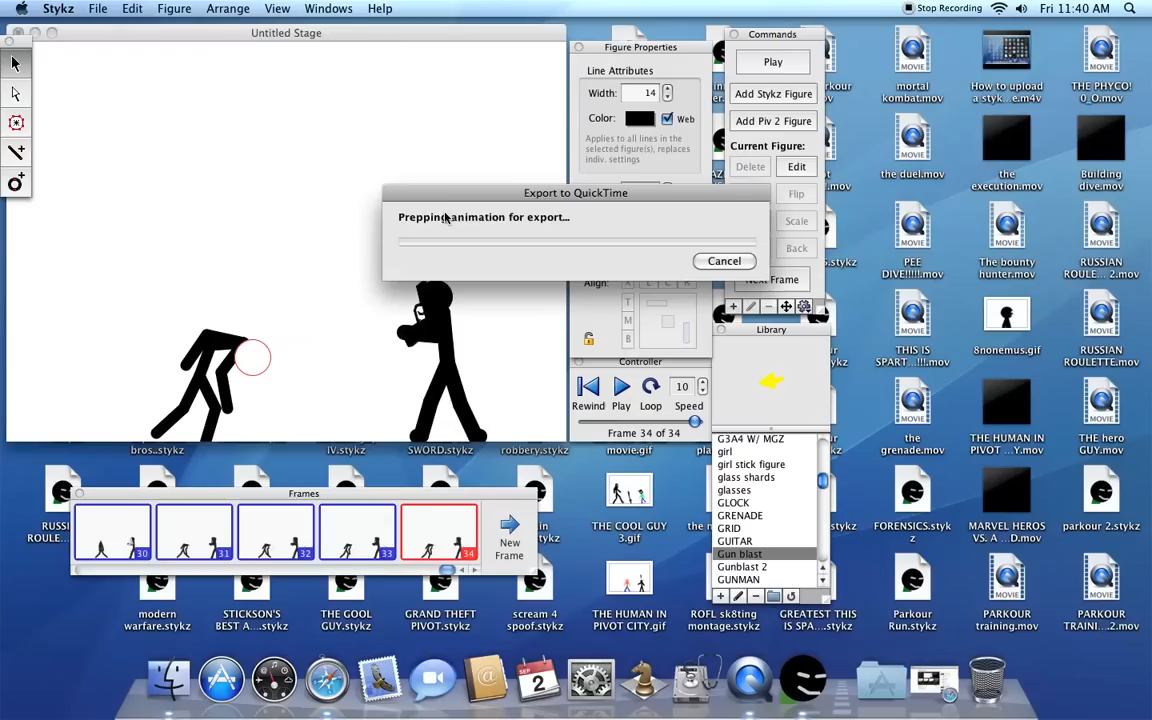 Stykz File Edit Figure Arrange View Windows Help
Stop Recording Fri 11:40 AM
Untitled Stage
Figure Properties
Line Attributes
Width: 14
Color: Web
Applies to all lines in the
selected figure(s), replaces
indiv. settings
Align: L C R
T
M
B
Controller
Rewind Play Loop Speed
10
Frame 34 of 34
Commands
Play
Add Stykz Figure
Add Piv 2 Figure
Current Figure:
Delete Edit
Flip
Scale
Back
Next Frame
Export to QuickTime
Prepping animation for export...
Cancel
Library
G3A4 W/ MGZ
girl
girl stick figure
glass shards
glasses
GLOCK
GRENADE
GRID
GUITAR
Gun blast
Gunblast 2
GUNMAN
Frames
30 31 32 33 34
New
Frame
bros.stykz
IV.stykz
SWORD.stykz
robbery.stykz
movie.gif
mortal
kombat.mov
How to upload
a styk...e.m4v
THE PHYCO!
0_O.mov
the duel.mov
the
execution.mov
Building
dive.mov
PEE
DIVE!!!!!.mov
The bounty
hunter.mov
RUSSIAN
ROULE... 2.mov
THIS IS
SPART...!!!.mov
8nonemus.gif
RUSSIAN
ROULETTE.mov
the
grenade.mov
THE HUMAN IN
PIVOT ...Y.mov
THE hero
GUY.mov
THE COOL GUY
3.gif
FORENSICS.styk
z
MARVEL HEROS
VS. A ...MOV
parkour 2.stykz
modern
warfare.stykz
STICKSON'S
BEST A....stykz
THE GOOL
GUY.stykz
GRAND THEFT
PIVOT.stykz
scream 4
spoof.stykz
THE HUMAN IN
PIVOT CITY.gif
ROFL sk8ting
montage.stykz
GREATEST THIS
IS SPA....stykz
Parkour
Run.stykz
PARKOUR
training.mov
PARKOUR
TRAINI...2.mov
SEP
2